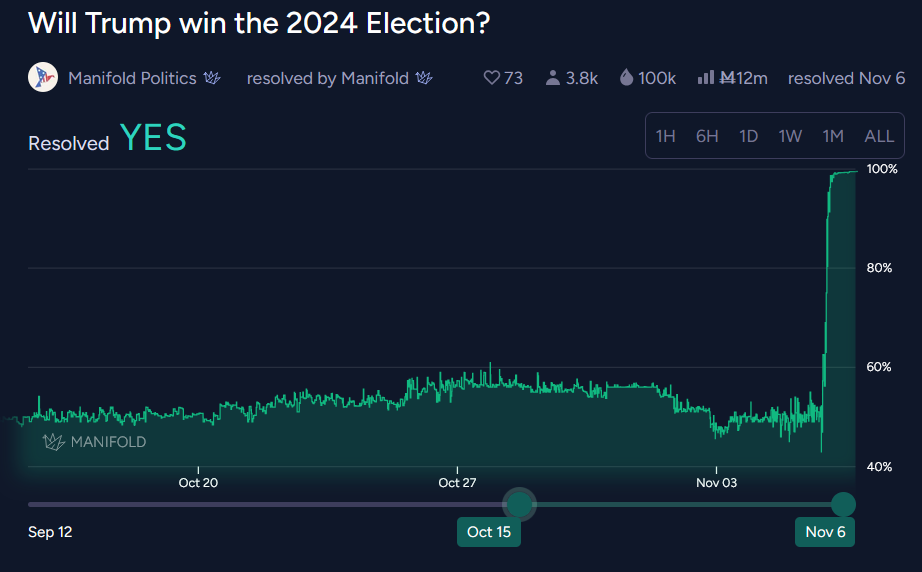 Will Trump win the 2024 Election?
Manifold Politics resolved by Manifold 73 3.8k 100k Ṁ12m resolved Nov 6
Resolved YES 1H 6H 1D 1W 1M ALL
100%
80%
60%
MANIFOLD
40%
Oct 20 Oct 27 Nov 03
Sep 12 Oct 15 Nov 6